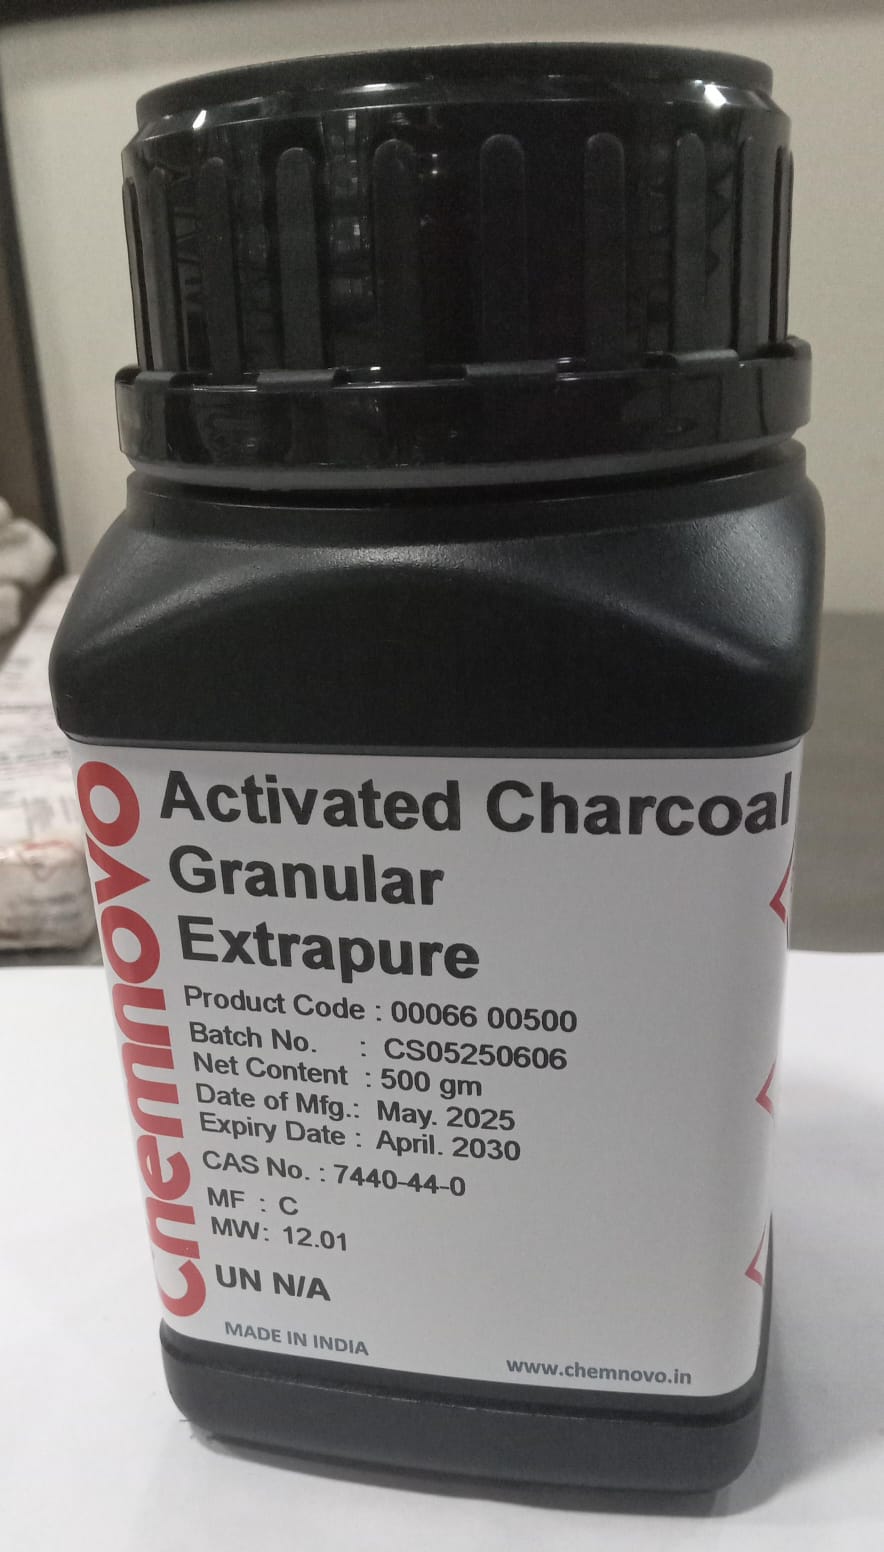 chemnovo
Activated Charcoal
Granular
Extrapure
Product Code : 00066 00500
Batch No. : CS05250606
Net Content : 500 gm
Date of Mfg.: May. 2025
Expiry Date : April. 2030
CAS No. : 7440-44-0
MF : C
MW: 12.01
UN N/A
MADE IN INDIA
www.chemnovo.in